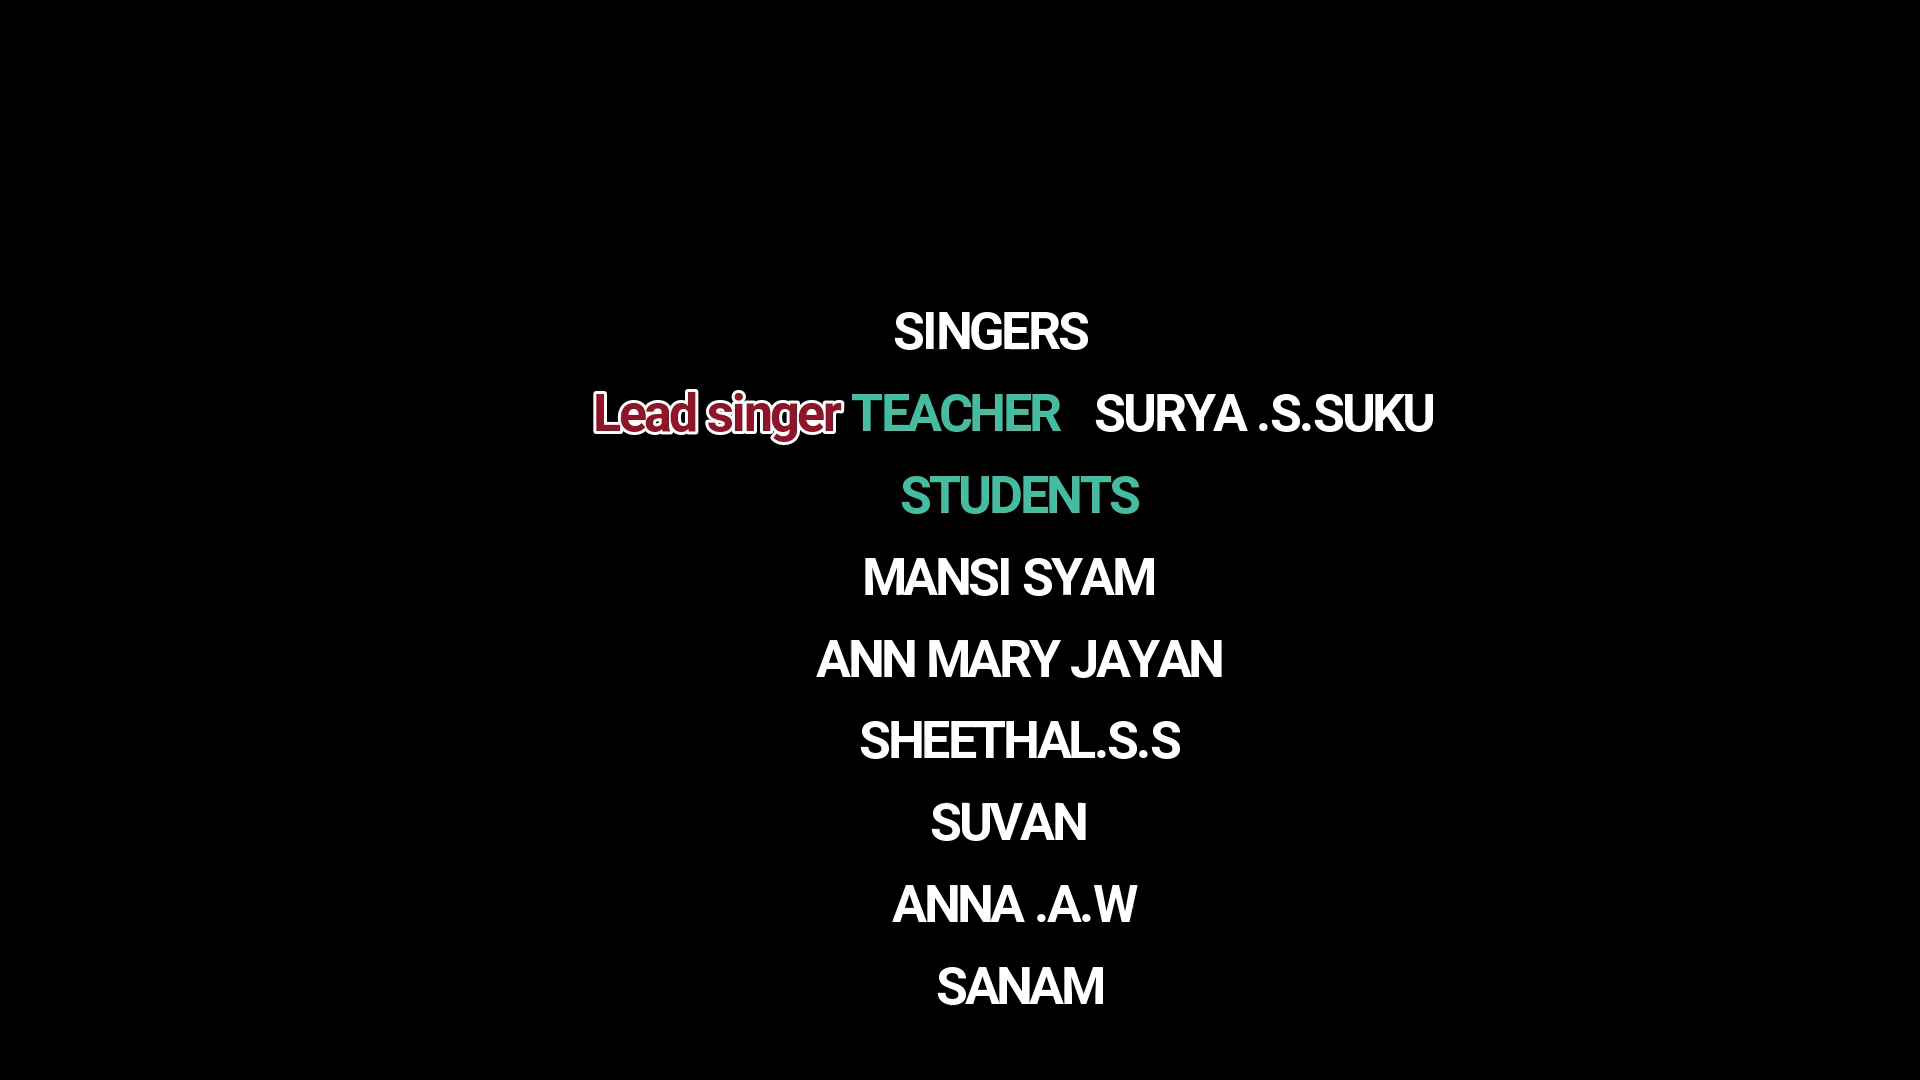 SINGERS
Lead singer TEACHER SURYA .S.SUKU
STUDENTS
MANSI SYAM
ANN MARY JAYAN
SHEETHAL.S.S
SUVAN
ANNA .A.W
SANAM